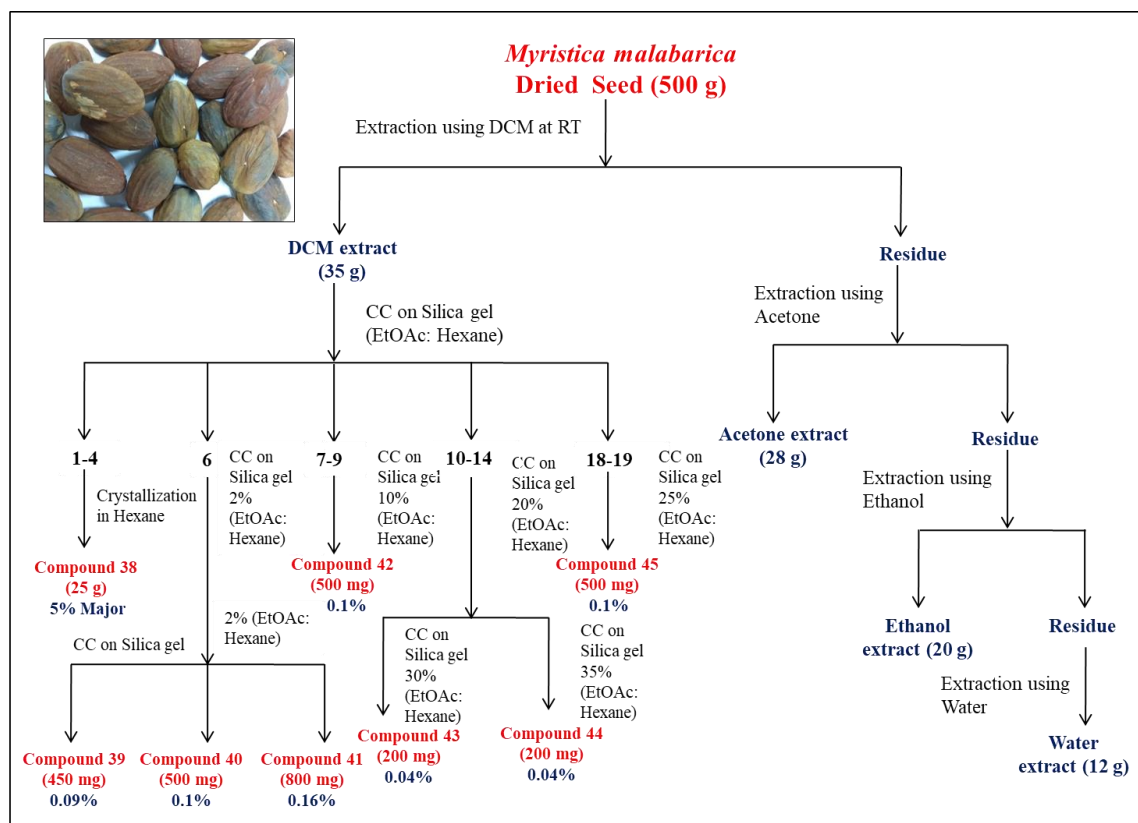 Myristica malabarica
Dried Seed (500 g)
Extraction using DCM at RT
DCM extract
(35 g)
Residue
CC on Silica gel
(EtOAc: Hexane)
Extraction using
Acetone
1-4
6
CC on
Silica gel
2%
(EtOAc:
Hexane)
7-9
CC on
Silica gel
10%
(EtOAc:
Hexane)
10-14
CC on
Silica gel
20%
(EtOAc:
Hexane)
18-19
CC on
Silica gel
25%
(EtOAc:
Hexane)
Acetone extract
(28 g)
Residue
Crystallization
in Hexane
Extraction using
Ethanol
Compound 38
(25 g)
5% Major
Compound 42
(500 mg)
0.1%
Compound 45
(500 mg)
0.1%
CC on Silica gel
2% (EtOAc:
Hexane)
CC on
Silica gel
30%
(EtOAc:
Hexane)
CC on
Silica gel
35%
(EtOAc:
Hexane)
Ethanol
extract (20 g)
Residue
Extraction using
Water
Compound 39
(450 mg)
0.09%
Compound 40
(500 mg)
0.1%
Compound 41
(800 mg)
0.16%
Compound 43
(200 mg)
0.04%
Compound 44
(200 mg)
0.04%
Water
extract (12 g)